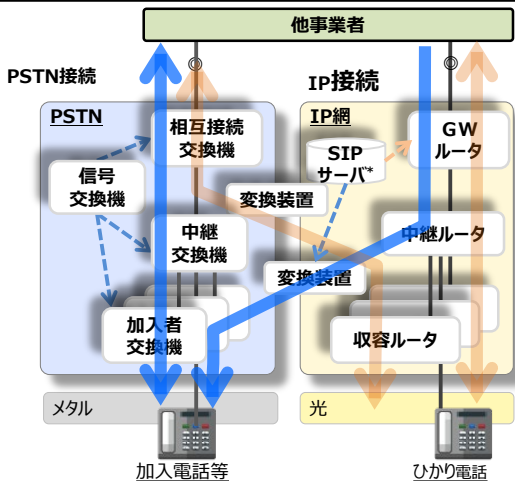 他事業者
PSTN接続
IP接続
PSTN
相互接続
交換機
信号
交換機
変換装置
中継
交換機
加入者
交換機
IP網
SIP
サーバ*
GW
ルータ
中継ルータ
変換装置
収容ルータ
メタル
光
加入電話等
ひかり電話